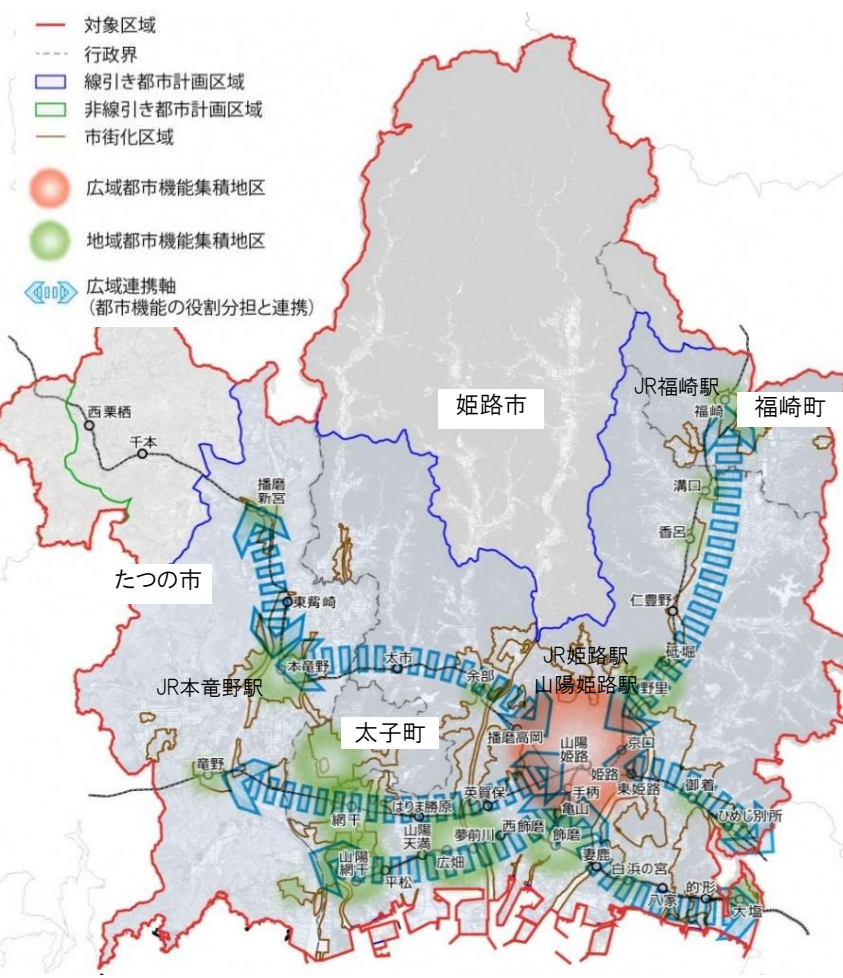 対象区域
行政界
線引き都市計画区域
非線引き都市計画区域
市街化区域
広域都市機能集積地区
地域都市機能集積地区
広域連携軸
(都市機能の役割分担と連携)
姫路市
JR福崎駅
福崎
福崎町
西栗栖
千本
播磨
新宮
溝口
香呂
たつの市
東觜崎
仁豊野
砥堀
本竜野
太市
余部
JR姫路駅
山陽姫路駅
野里
JR本竜野駅
太子町
播磨高岡
山陽
姫路
京口
姫路
東姫路
御着
ひめじ別所
竜野
網干
はりま勝原
英賀保
手柄
亀山
山陽
天満
夢前川
西飾磨
飾磨
山陽
網干
平松
広畑
妻鹿
白浜の宮
八家
的形
大塩